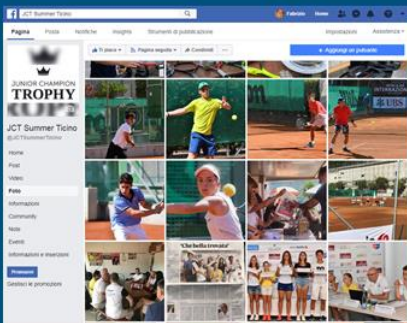 JCT Summer Ticino
Fabrizio Home
Pagina Posta Notifiche Insights Strumenti di pubblicazione Impostazioni Assistenza
Ti piace Pagina seguita Condividi ... + Aggiungi un pulsante
JUNIOR CHAMPION
TROPHY
JCT Summer Ticino
@JCTSummerTicino
Home
Post
Video
Foto
Informazioni
Community
Note
Eventi
Informazioni e inserzioni
Promuovi
Gestisci le promozioni
INTERNAZION
UBS
'Che bella trovata'